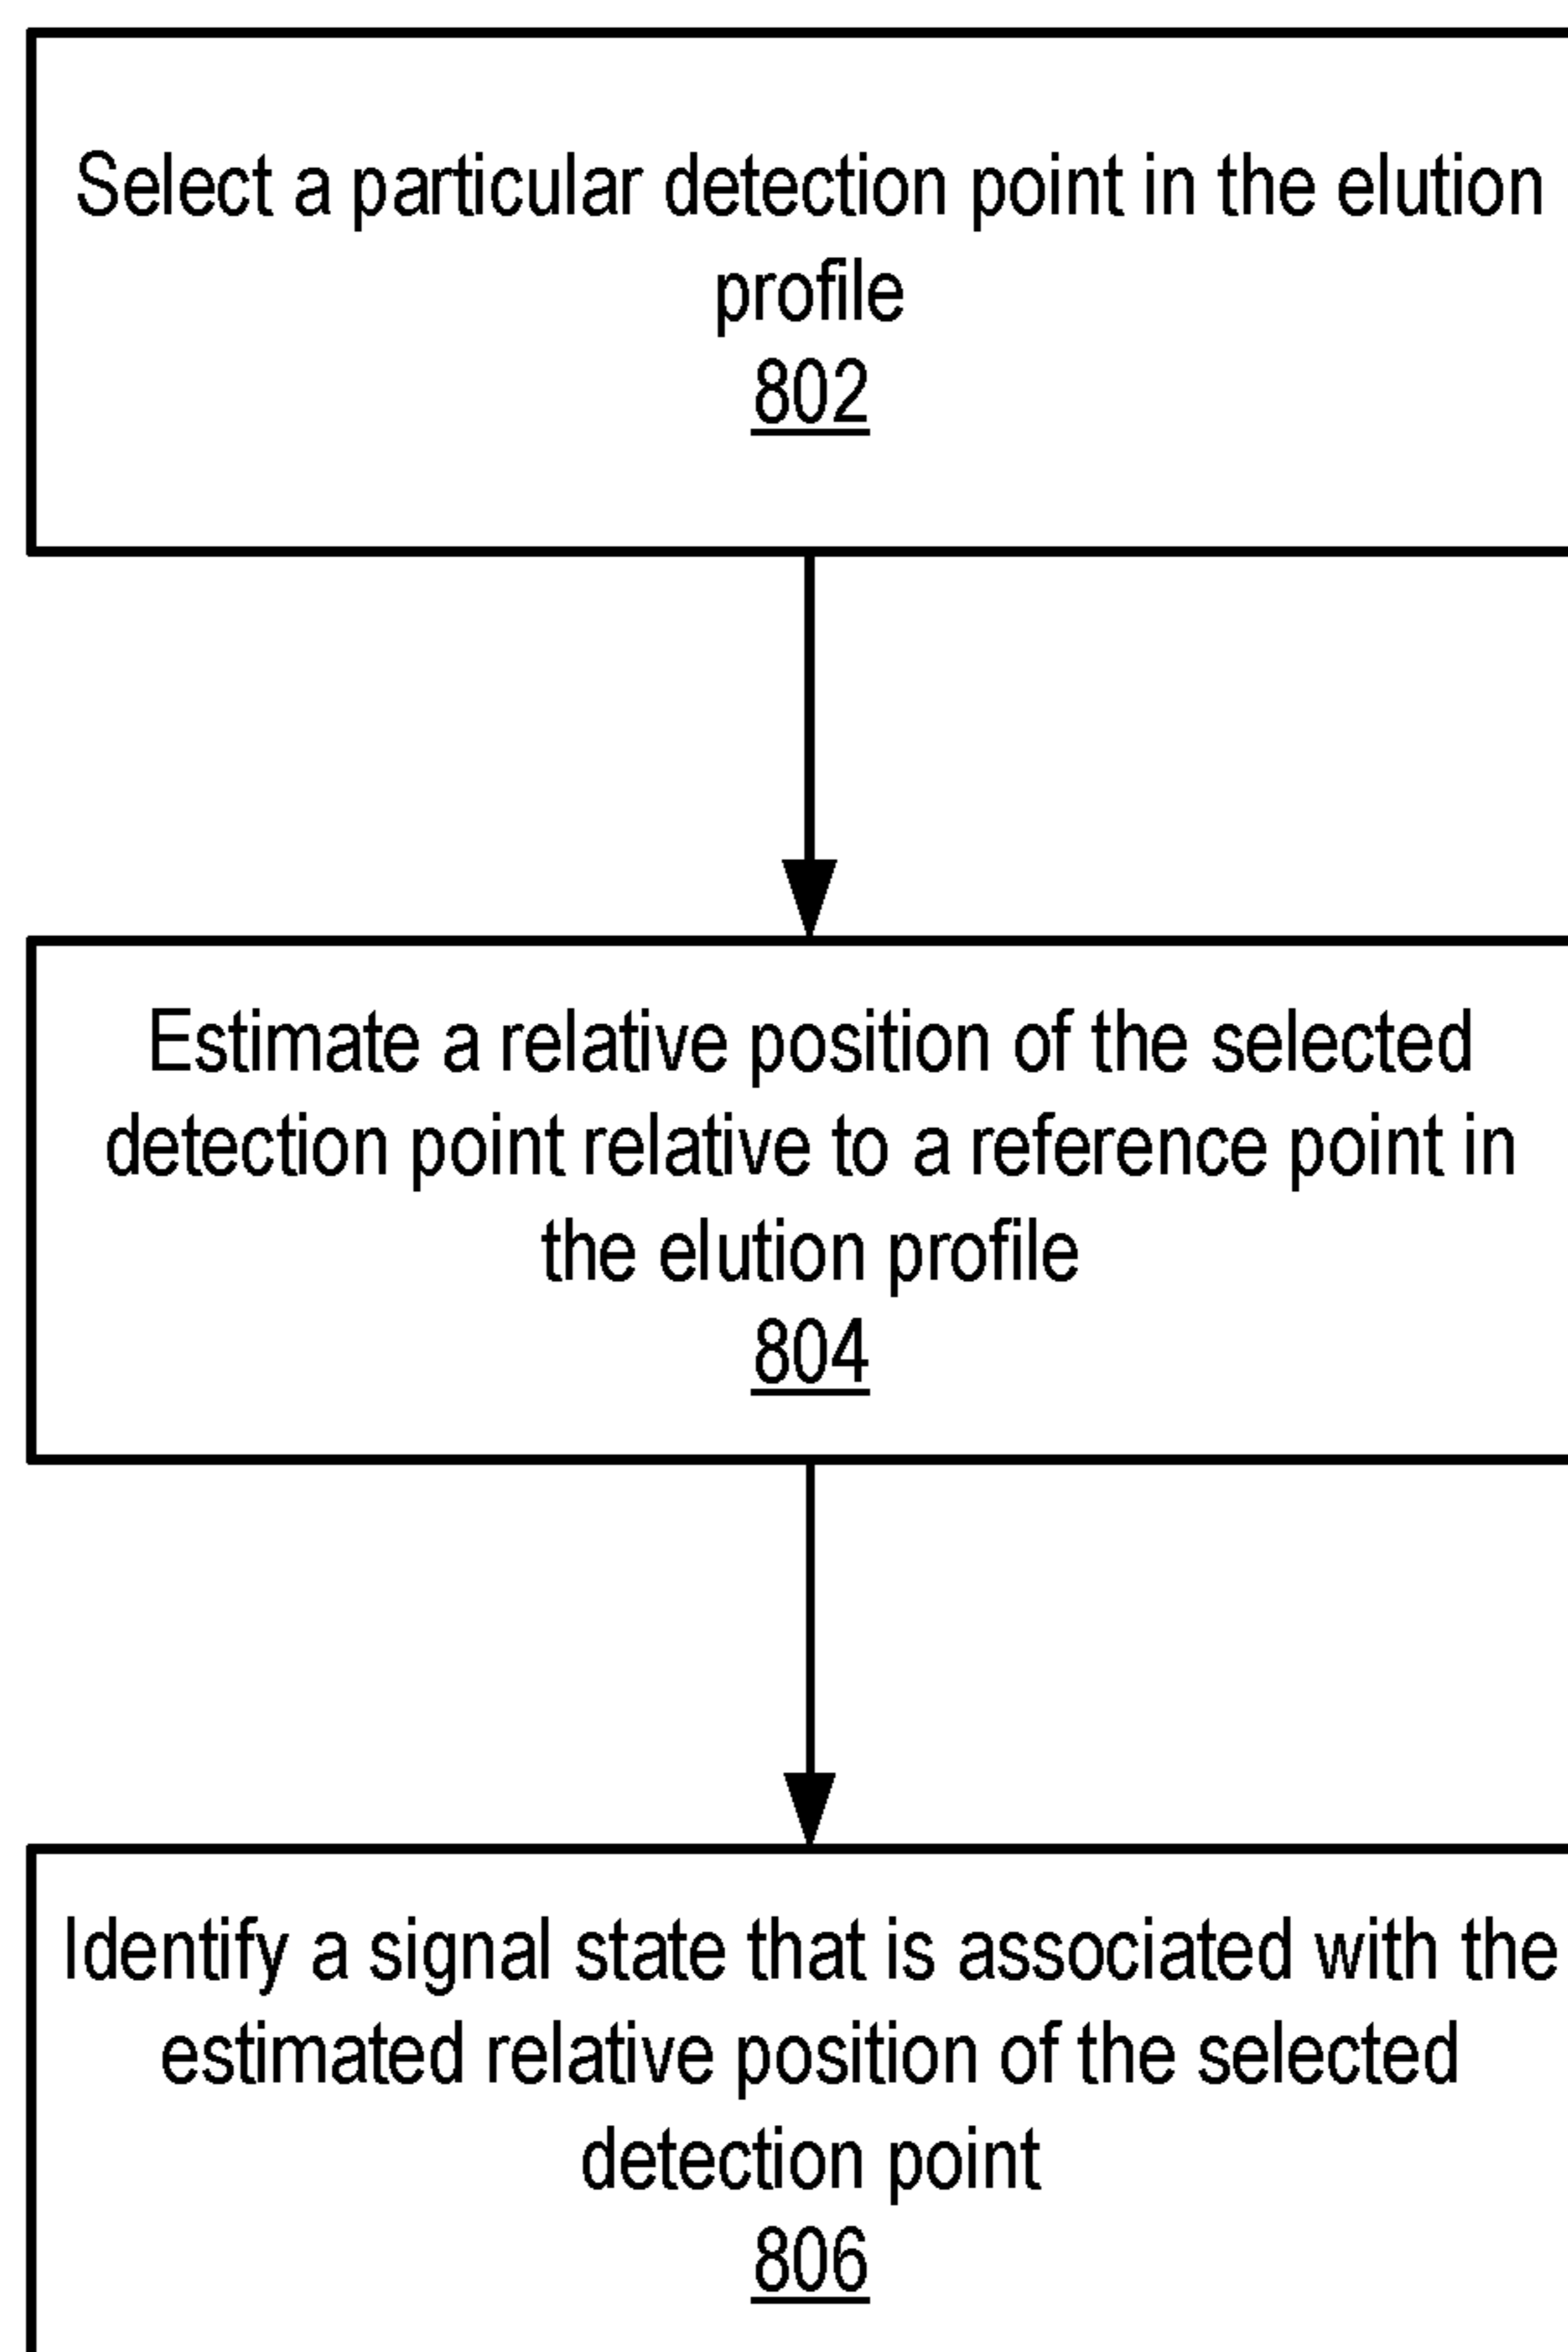 Select a particular detection point in the elution
profile
802
Estimate a relative position of the selected
detection point relative to a reference point in
the elution profile
804
Identify a signal state that is associated with the
estimated relative position of the selected
detection point
806